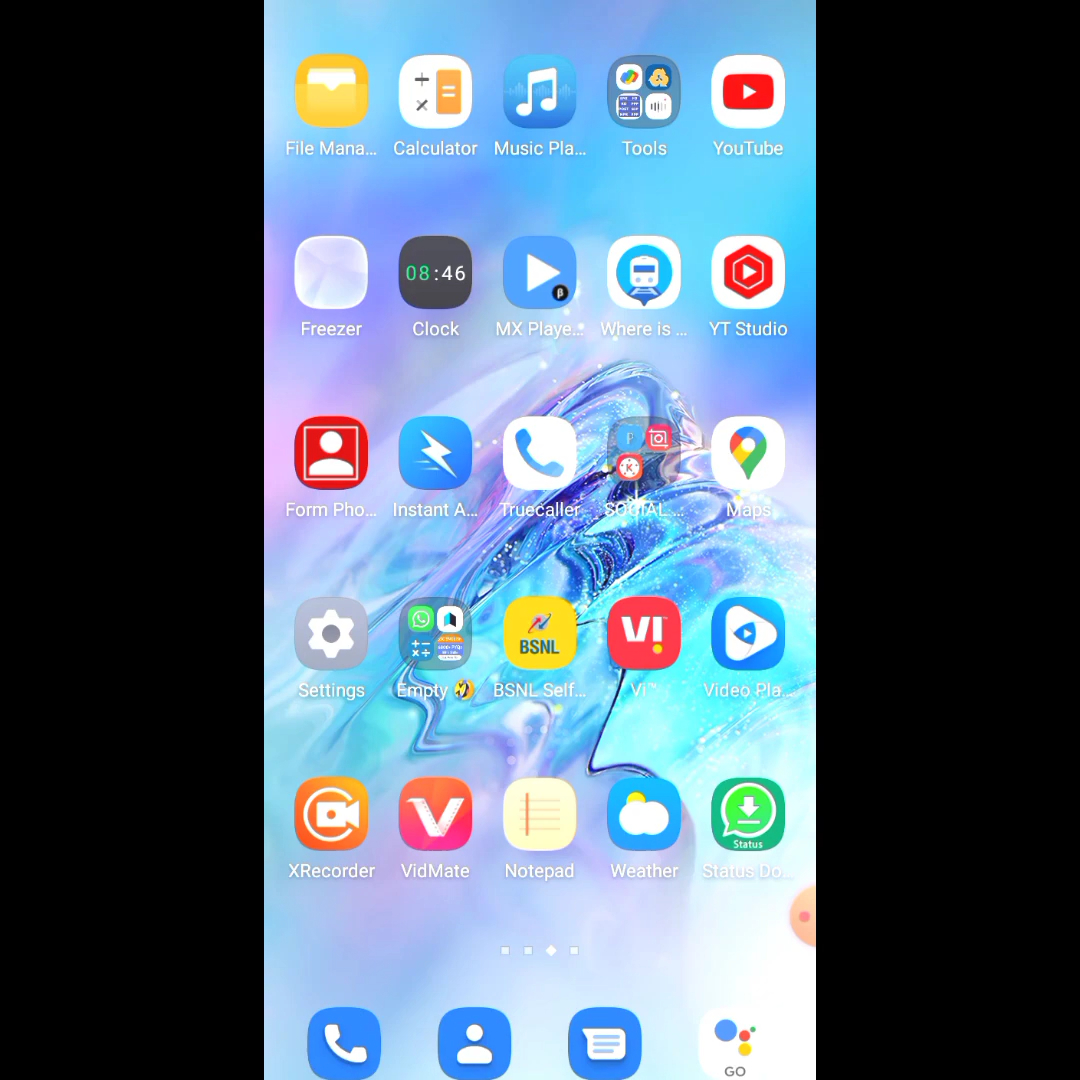 File Mana...
Calculator
Music Pla...
Tools
YouTube
08:46
β
Freezer
Clock
MX Playe...
Where is ...
YT Studio
P
K
Form Pho...
Instant A...
Truecaller
SOCIAL ...
Maps
BSNL
VI
Settings
Empty 🤣
BSNL Self...
Vi™
Video Pla...
Status
XRecorder
VidMate
Notepad
Weather
Status Do...
GO